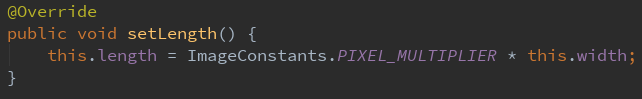 @Override
public void setLength() {
    this.length = ImageConstants.PIXEL_MULTIPLIER * this.width;
}